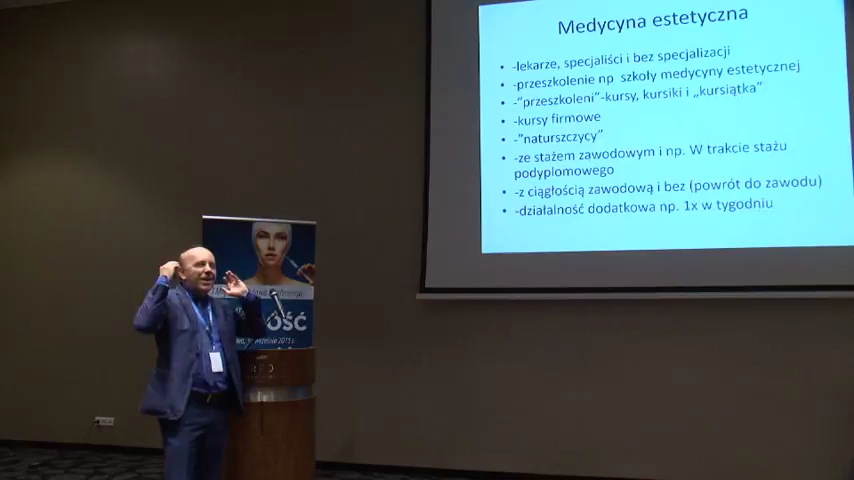 Medycyna estetyczna
• -lekarze, specjaliści i bez specjalizacji
• -przeszkolenie np szkoły medycyny estetycznej
• -"przeszkoleni"-kursy, kursiki i „kursiątka"
• -kursy firmowe
• -"naturszczycy"
• -ze stażem zawodowym i np. W trakcie stażu
podyplomowego
• -z ciągłością zawodową i bez (powrót do zawodu)
• -działalność dodatkowa np. 1x w tygodniu
OŚĆ